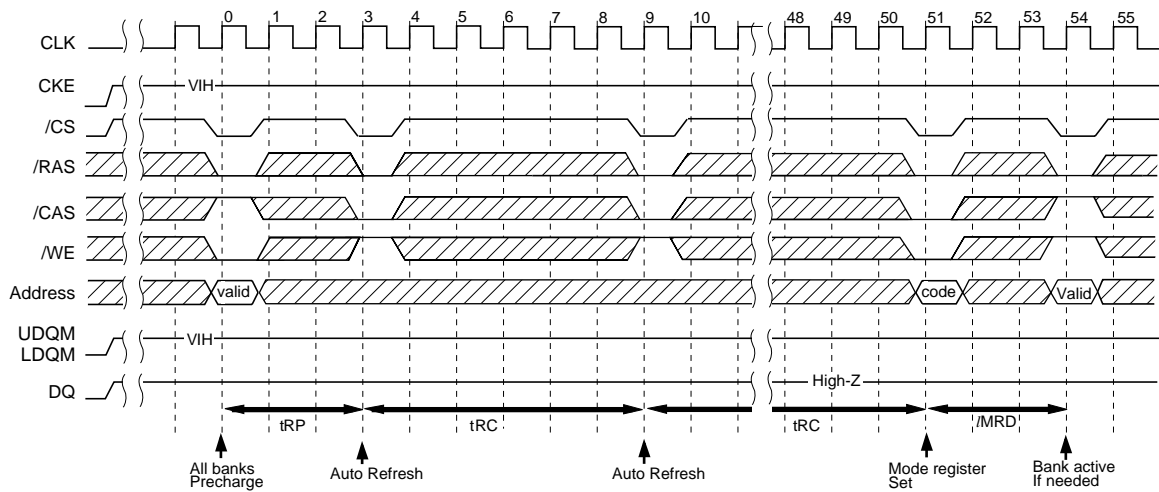 0 1 2 3 4 5 6 7 8 9 10 48 49 50 51 52 53 54 55
CLK
CKE VIH
/CS
/RAS
/CAS
/WE
Address valid code Valid
UDQM
LDQM VIH
DQ High-Z
tRP tRC tRC lMRD
All banks
Precharge
Auto Refresh
Auto Refresh
Mode register
Set
Bank active
If needed